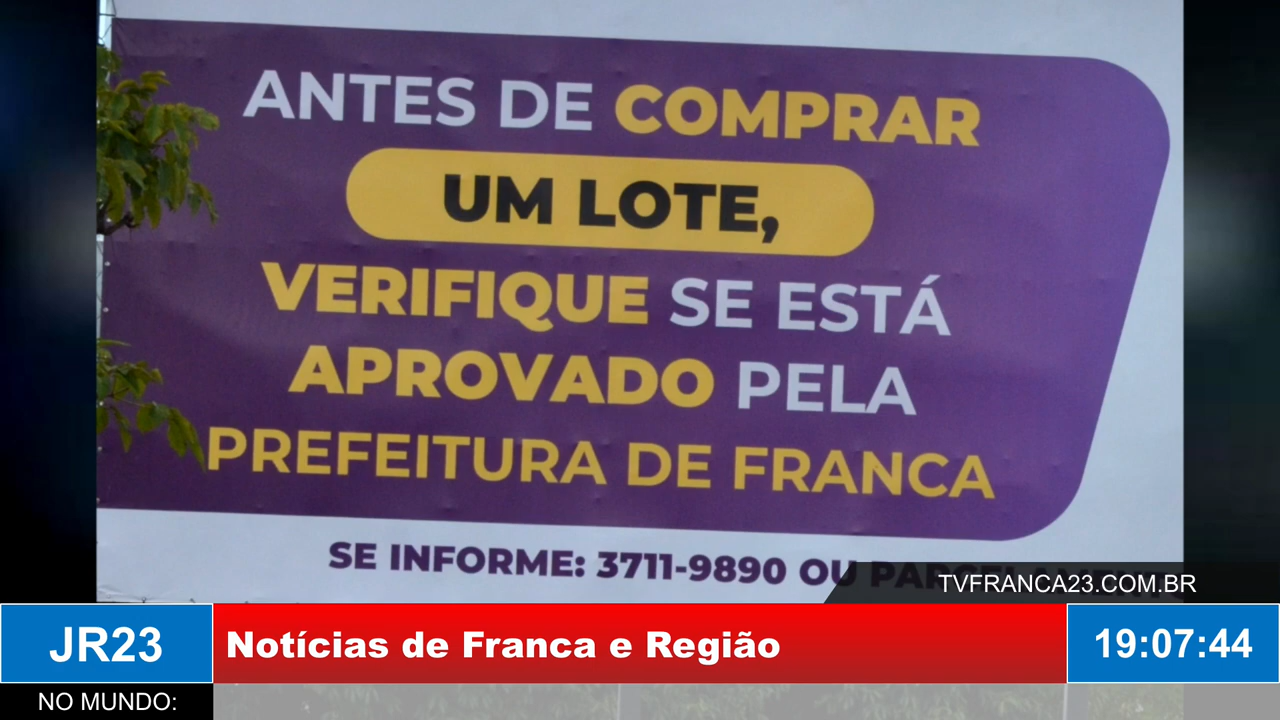 ANTES DE COMPRAR
UM LOTE,
VERIFIQUE SE ESTÁ
APROVADO PELA
PREFEITURA DE FRANCA
SE INFORME: 3711-9890 OU
TVFRANCA23.COM.BR
JR23
Notícias de Franca e Região
19:07:44
NO MUNDO: